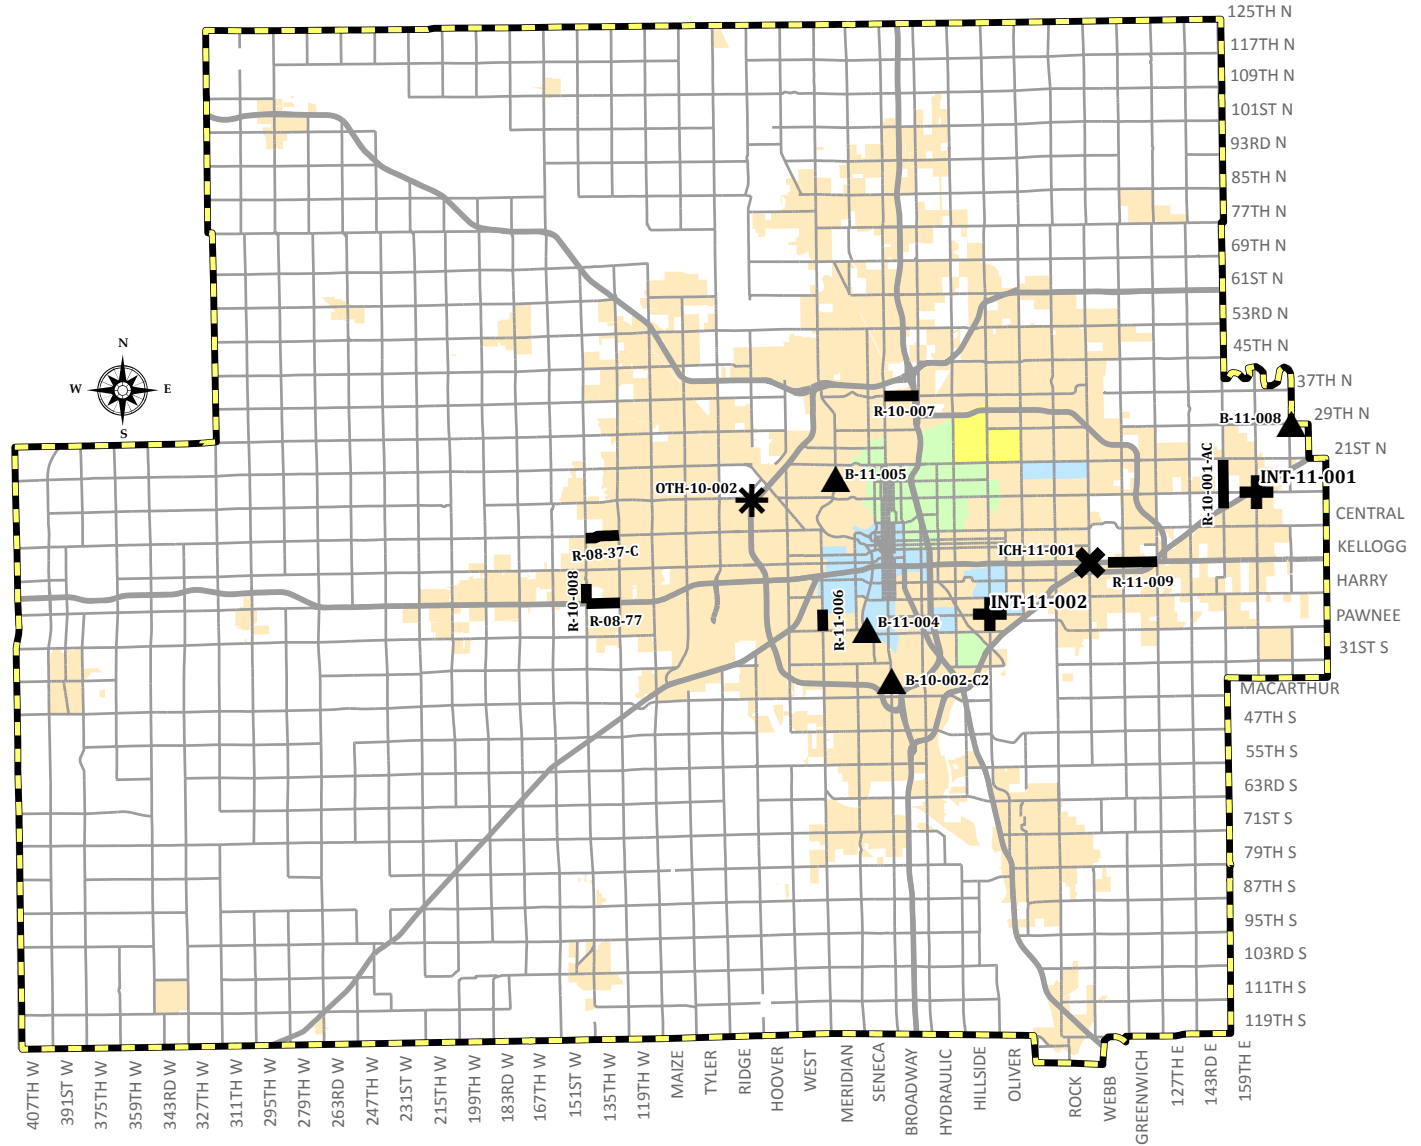 125TH N
117TH N
109TH N
101ST N
93RD N
85TH N
77TH N
69TH N
61ST N
53RD N
45TH N
37TH N
29TH N
21ST N
CENTRAL
KELLOGG
HARRY
PAWNEE
31ST S
MACARTHUR
47TH S
55TH S
63RD S
71ST S
79TH S
87TH S
95TH S
103RD S
111TH S
119TH S
N
W
E
S
R-10-007
B-11-008
B-11-005
OTH-10-002
R-10-001-AC
INT-11-001
R-08-37-C
ICH-11-001
R-11-009
R-10-008
R-08-77
R-11-006
INT-11-002
B-11-004
B-10-002-C2
407TH W
391ST W
375TH W
359TH W
343RD W
327TH W
311TH W
295TH W
279TH W
263RD W
247TH W
231ST W
215TH W
199TH W
183RD W
167TH W
151ST W
135TH W
119TH W
MAIZE
TYLER
RIDGE
HOOVER
WEST
MERIDIAN
SENECA
BROADWAY
HYDRAULIC
HILLSIDE
OLIVER
ROCK
WEBB
GREENWICH
127TH E
143RD E
159TH E